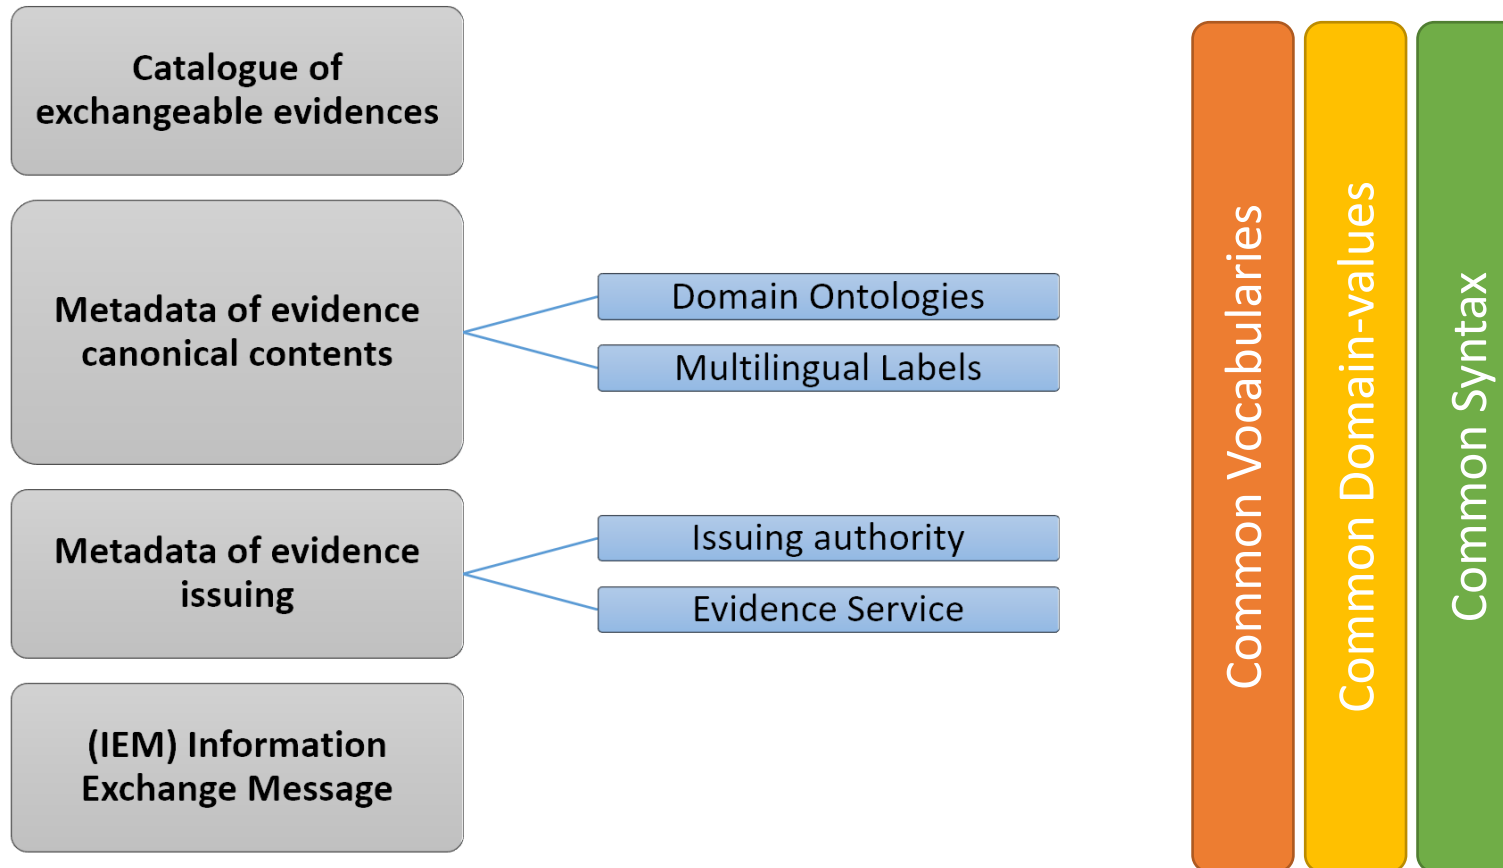 Catalogue of
exchangeable evidences
Metadata of evidence
canonical contents
Domain Ontologies
Multilingual Labels
Metadata of evidence
issuing
Issuing authority
Evidence Service
(IEM) Information
Exchange Message
Common Vocabularies
Common Domain-values
Common Syntax